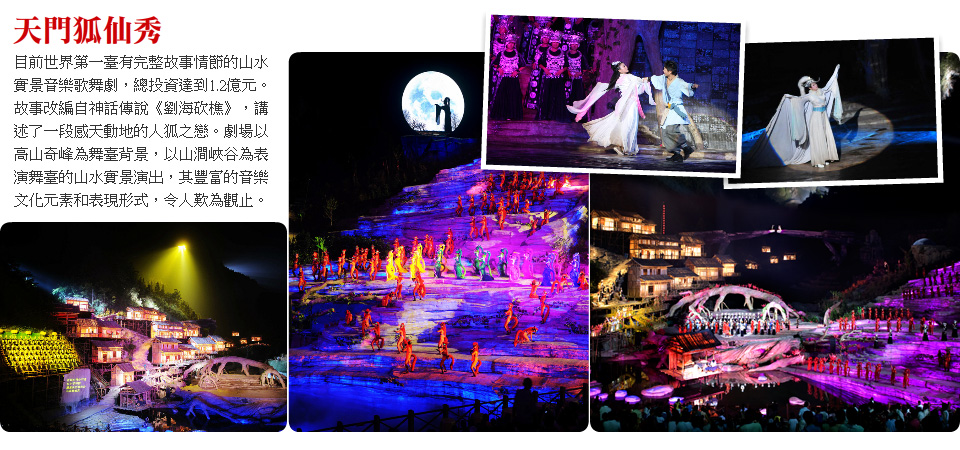 天門狐仙秀
目前世界第一臺有完整故事情節的山水
實景音樂歌舞劇，總投資達到1.2億元。
故事改編自神話傳說《劉海砍樵》，講
述了一段感天動地的人狐之戀。劇場以
高山奇峰為舞臺背景，以山澗峽谷為表
演舞臺的山水實景演出，其豐富的音樂
文化元素和表現形式，令人歎為觀止。